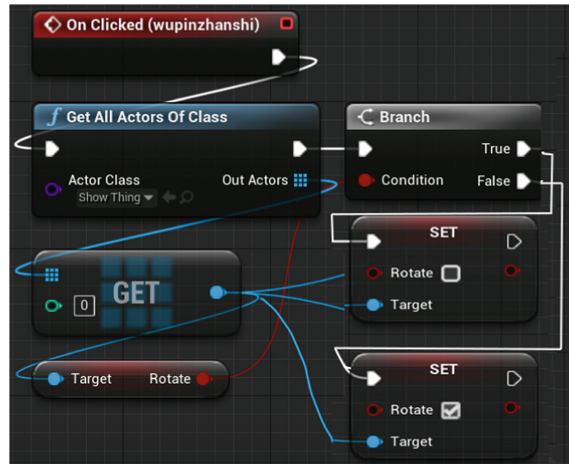 On Clicked (wupinzhanshi)
Get All Actors Of Class
Actor Class
Show Thing
Out Actors
Branch
True
Condition
False
GET
0
Target
Rotate
SET
Rotate
Target
SET
Rotate
Target